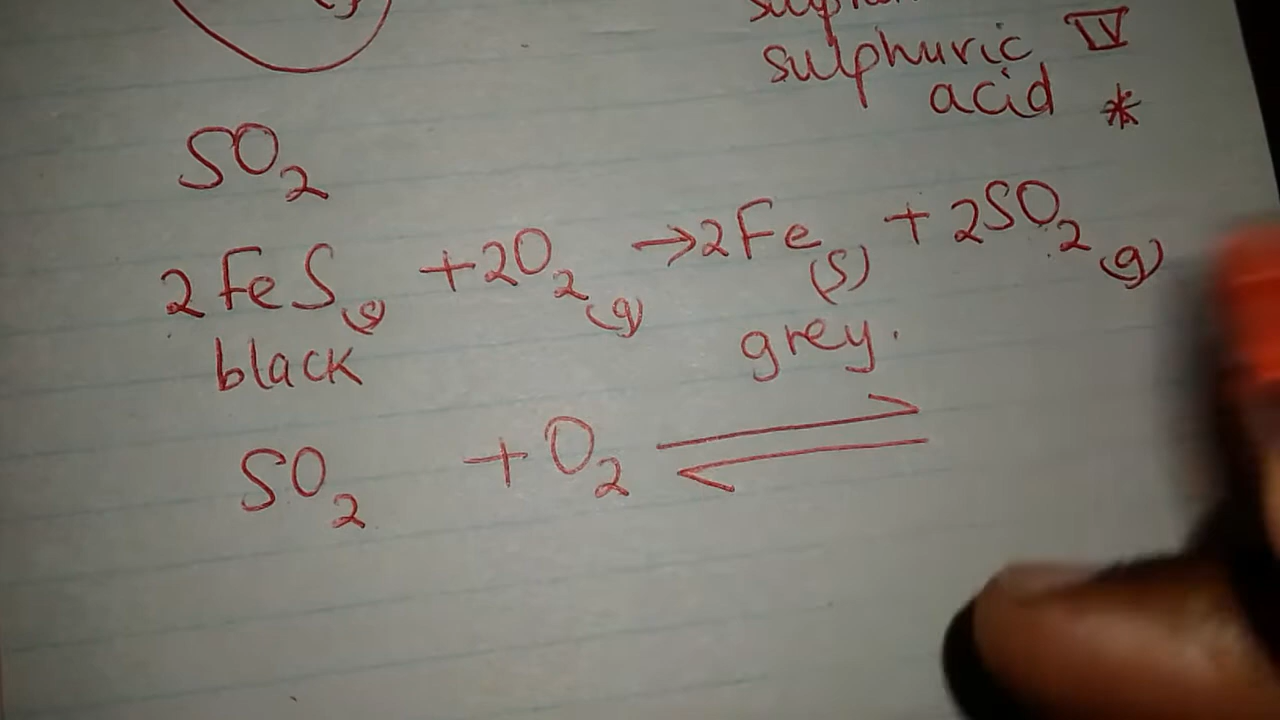 sulphuric IV
acid *
SO₂
2FeS(s) + 2O₂(g) → 2Fe(s) + 2SO₂(g)
black grey.
SO₂ + O₂ ⇌